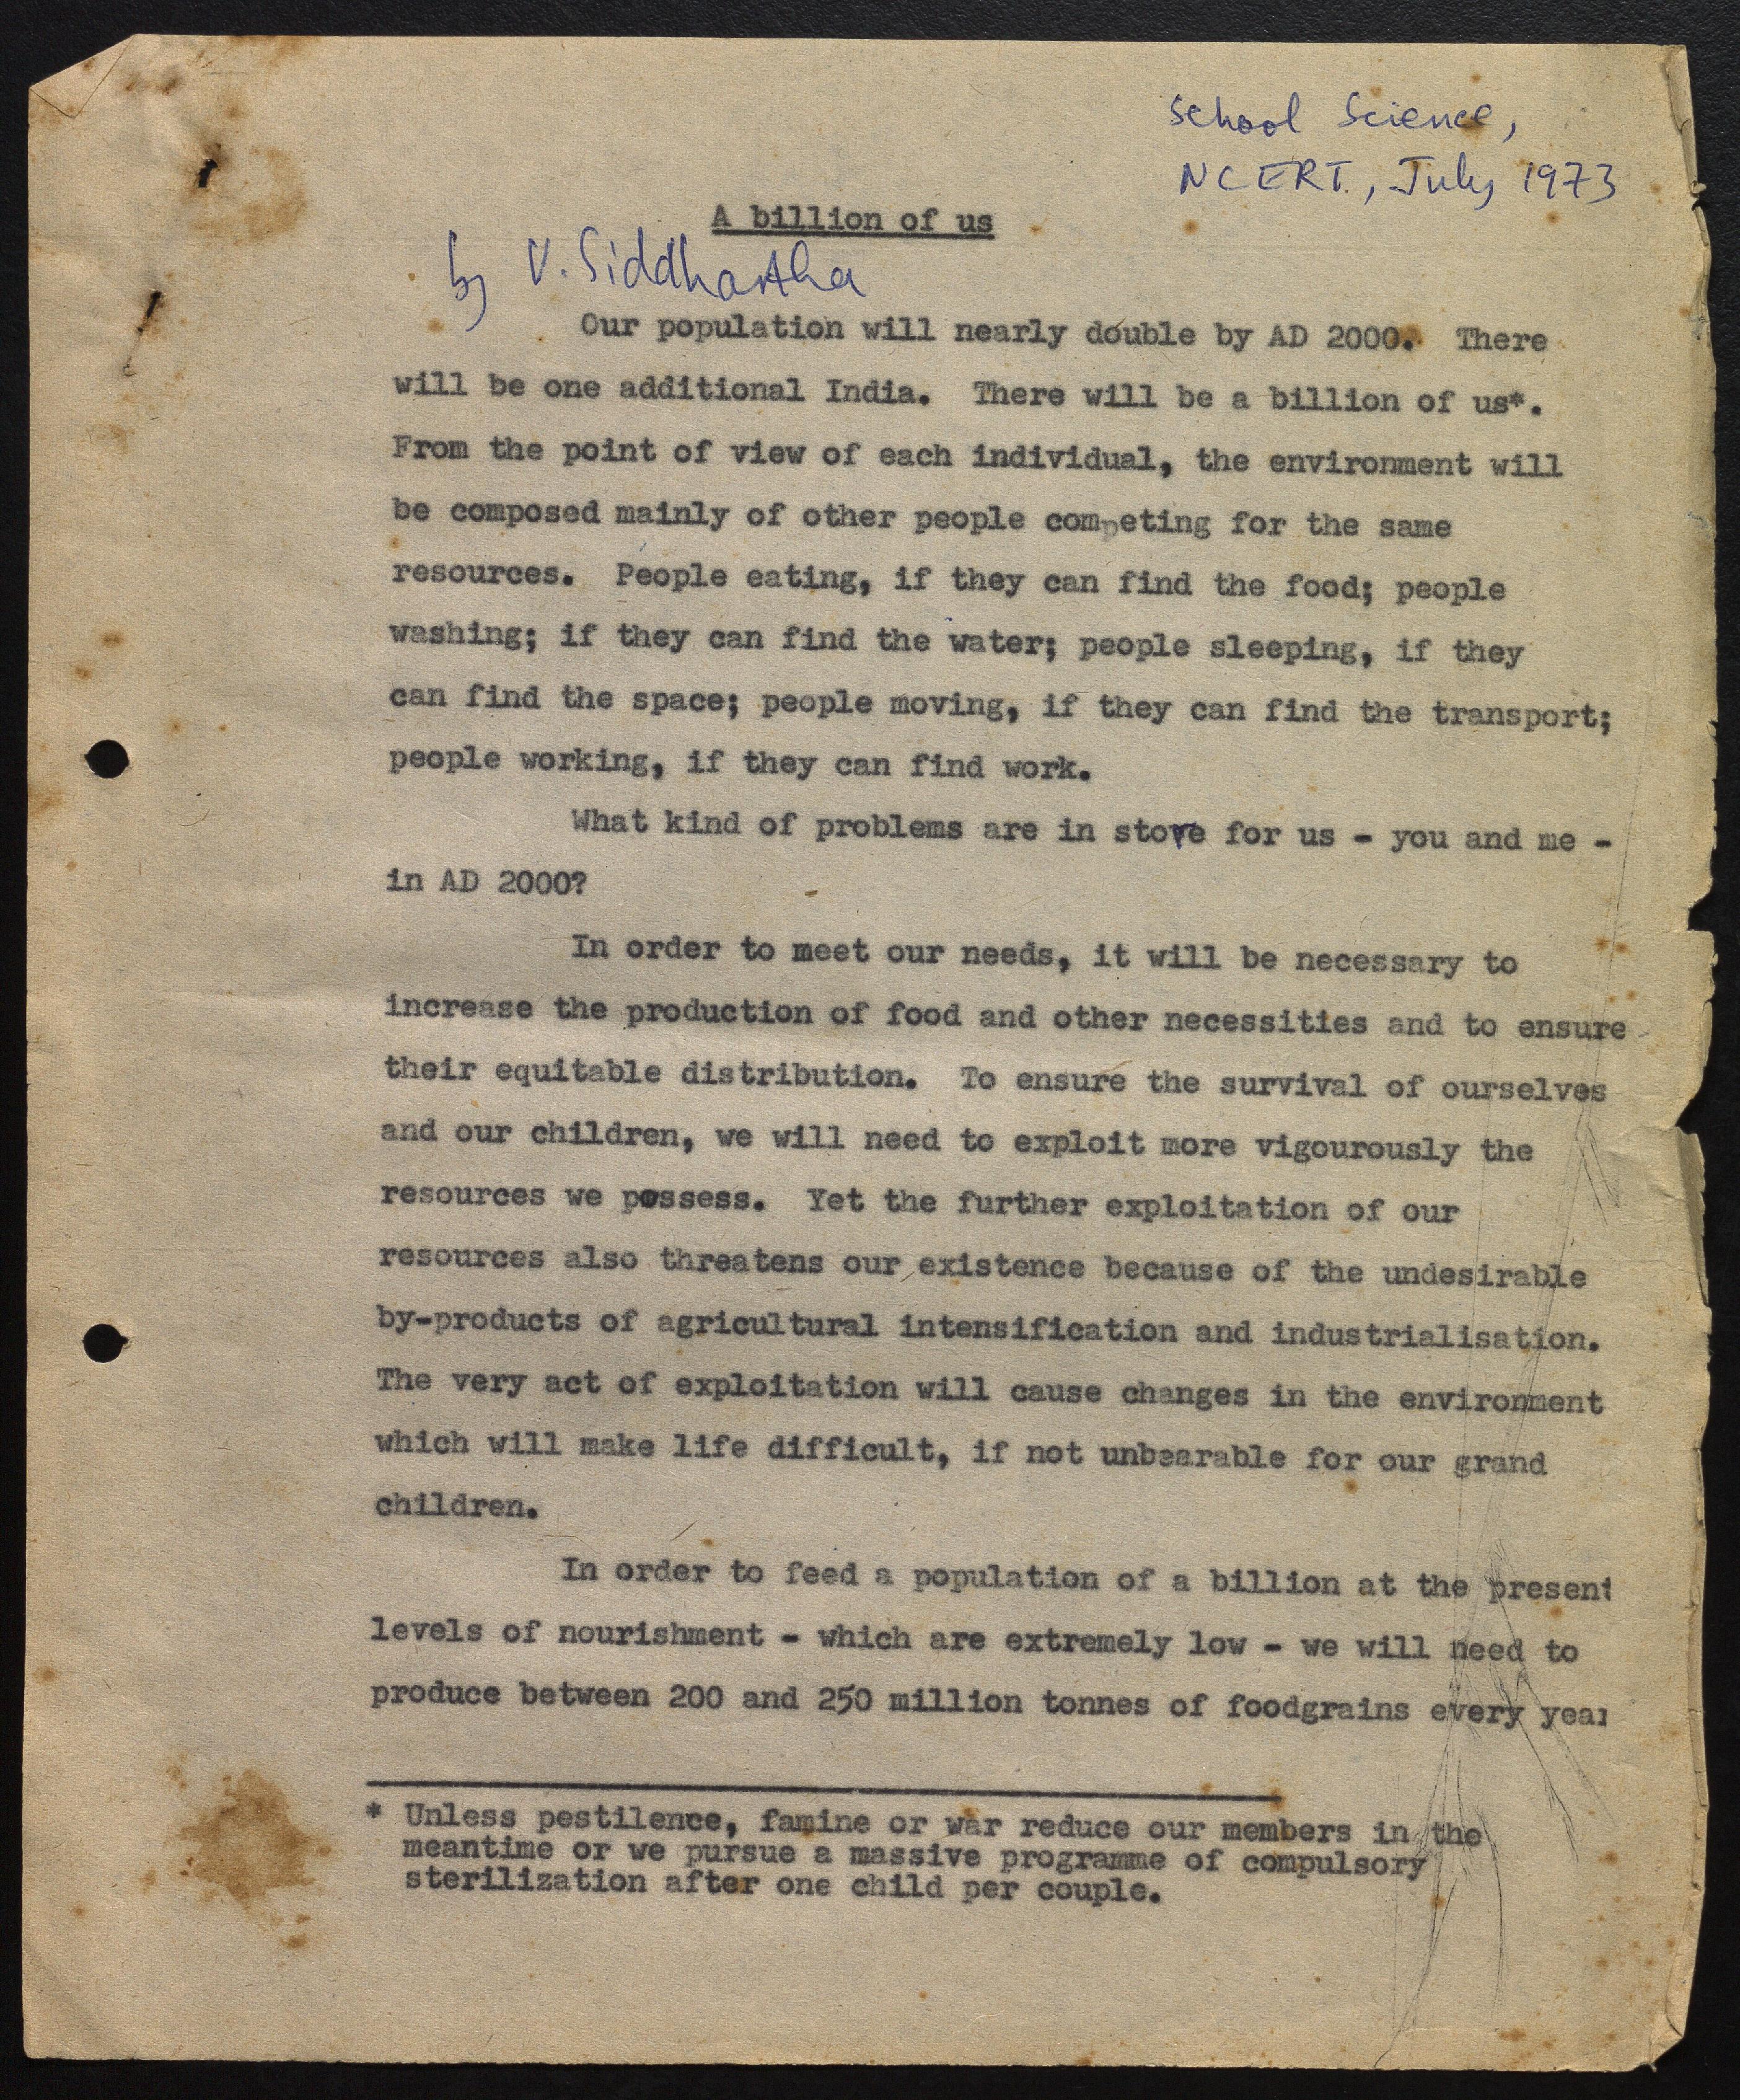 School Science,
NCERT., July 1973
A billion of us
by V. Siddhartha
Our population will nearly double by AD 2000. There
will be one additional India. There will be a billion of us*.
From the point of view of each individual, the environment will
be composed mainly of other people competing for the same
resources. People eating, if they can find the food; people
washing; if they can find the water; people sleeping, if they
can find the space; people moving, if they can find the transport;
people working, if they can find work.
What kind of problems are in store for us - you and me -
in AD 2000?
In order to meet our needs, it will be necessary to
increase the production of food and other necessities and to ensure
their equitable distribution. To ensure the survival of ourselves
and our children, we will need to exploit more vigourously the
resources we possess. Yet the further exploitation of our
resources also threatens our existence because of the undesirable
by-products of agricultural intensification and industrialisation.
The very act of exploitation will cause changes in the environment
which will make life difficult, if not unbearable for our grand
children.
In order to feed a population of a billion at the present
levels of nourishment - which are extremely low - we will need to
produce between 200 and 250 million tonnes of foodgrains every year
* Unless pestilence, famine or war reduce our members in the
meantime or we pursue a massive programme of compulsory
sterilization after one child per couple.